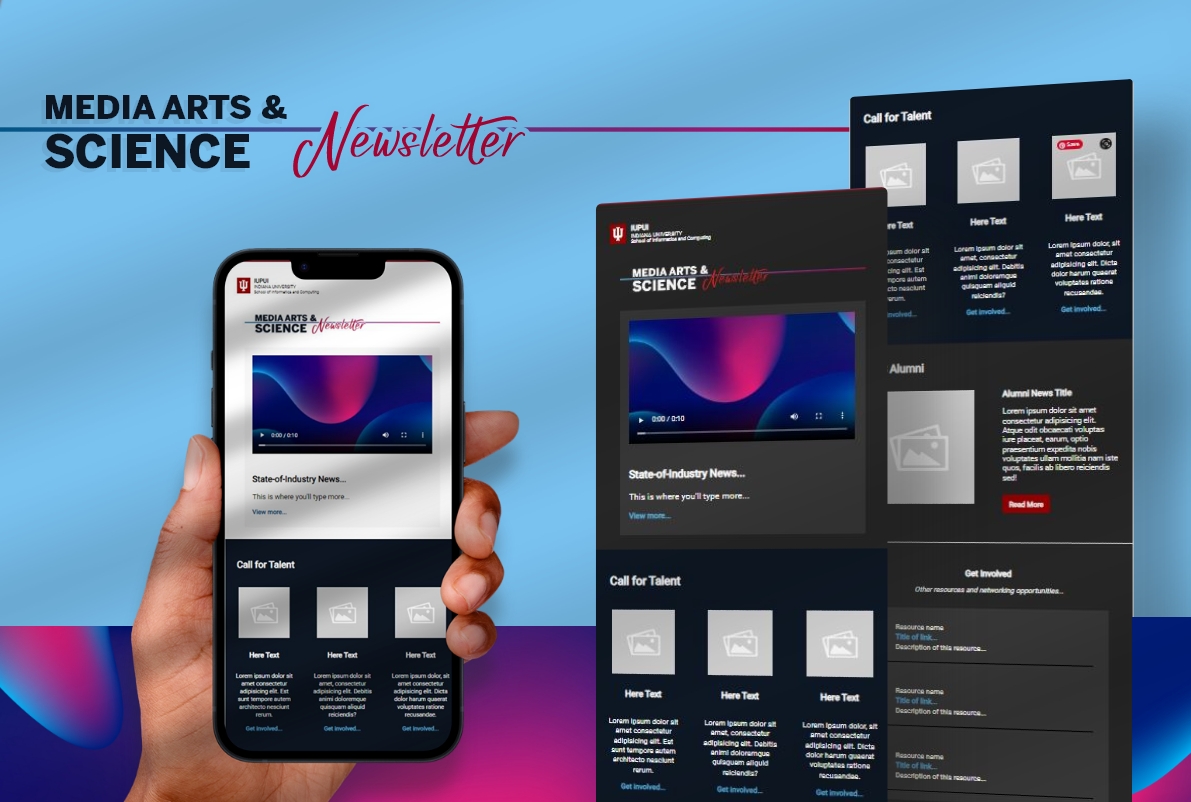 MEDIA ARTS &
SCIENCE
Newsletter
IUPUI
INDIANA UNIVERSITY
School of Informatics and Computing
MEDIA ARTS &
SCIENCE
Newsletter
0:00 / 0:10
State-of-Industry News...
This is where you'll type more...
View more...
Call for Talent
Here Text
Lorem ipsum dolor sit
amet, consectetur
adipisicing elit. Est
sunt tempore autem
architecto nesciunt
rerum.
Get involved...
Here Text
Lorem ipsum dolor sit
amet, consectetur
adipisicing elit. Debitis
animi doloremque
quisquam aliquid
reiciendis?
Get involved...
Here Text
Lorem ipsum dolor sit
amet consectetur
adipisicing elit. Dicta
dolor harum quaerat
voluptates ratione
recusandae.
Get involved...
IUPUI
INDIANA UNIVERSITY
School of Informatics and Computing
MEDIA ARTS &
SCIENCE
Newsletter
0:00 / 0:10
State-of-Industry News...
This is where you'll type more...
View more...
Call for Talent
Here Text
Lorem ipsum dolor sit
amet consectetur
adipisicing elit. Est
sunt tempore autem
architecto nesciunt
rerum.
Get involved...
Here Text
Lorem ipsum dolor sit
amet, consectetur
adipisicing elit. Debitis
animi doloremque
quisquam aliquid
reiciendis?
Get involved...
Here Text
Lorem ipsum dolor sit
amet consectetur
adipisicing elit. Dicta
dolor harum quaerat
voluptates ratione
recusandae.
Get involved...
Call for Talent
Save
re Text
dolor sit
consectetur
cing elit. Est
ore autem
cto nesciunt
rerum.
nvolved...
Here Text
Lorem ipsum dolor sit
amet, consectetur
adipisicing elit. Debitis
animi doloremque
quisquam aliquid
reiciendis?
Get involved...
Here Text
Lorem ipsum dolor, sit
amet consectetur
adipisicing elit. Dicta
dolor harum quaerat
voluptates ratione
recusandae.
Get involved...
Alumni
Alumni News Title
Lorem ipsum dolor sit amet
consectetur adipisicing elit.
Atque odit obcaecati voluptas
iure placeat, earum, optio
praesentium expedita nobis
voluptates ullam mollitia nam iste
quos, facilis ab libero reiciendis
sed!
Read More
Get Involved
Other resources and networking opportunities...
Resource name
Title of link...
Description of this resource...
Resource name
Title of link...
Description of this resource...
Resource name
Title of link...
Description of this resource...